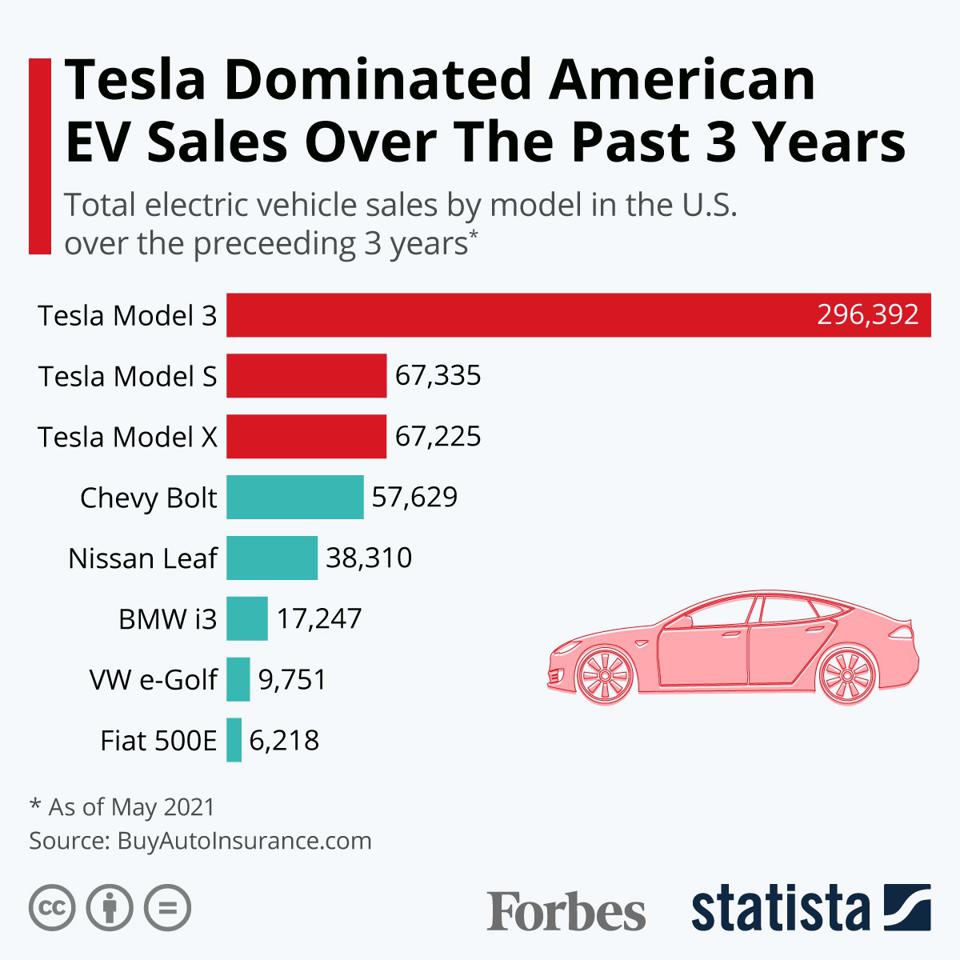 Tesla Dominated American
EV Sales Over The Past 3 Years
Total electric vehicle sales by model in the U.S.
over the preceeding 3 years*
Tesla Model 3 296,392
Tesla Model S 67,335
Tesla Model X 67,225
Chevy Bolt 57,629
Nissan Leaf 38,310
BMW i3 17,247
VW e-Golf 9,751
Fiat 500E 6,218
* As of May 2021
Source: BuyAutoInsurance.com
cc
Forbes
statista